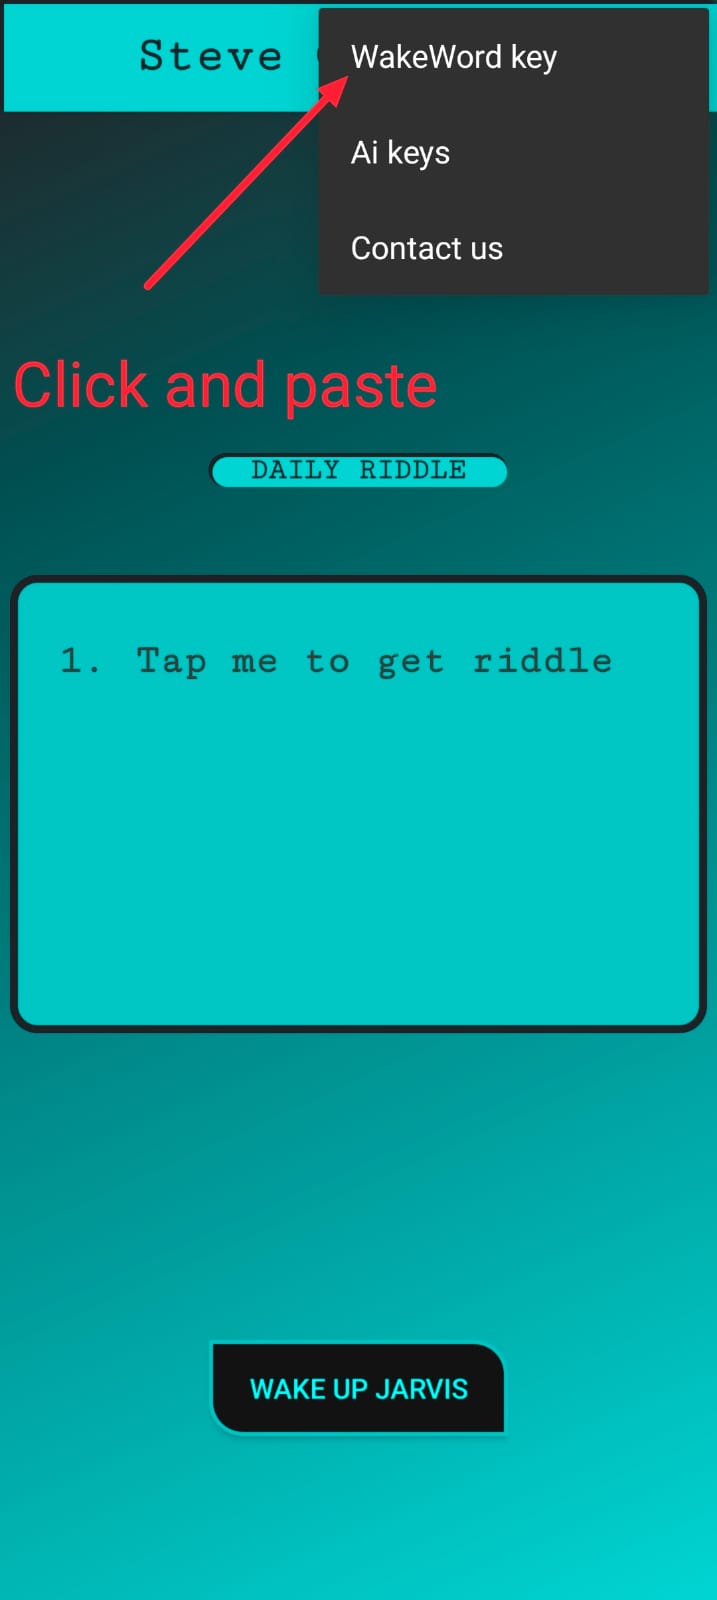 Steve
WakeWord key
Ai keys
Contact us
Click and paste
DAILY RIDDLE
1. Tap me to get riddle
WAKE UP JARVIS